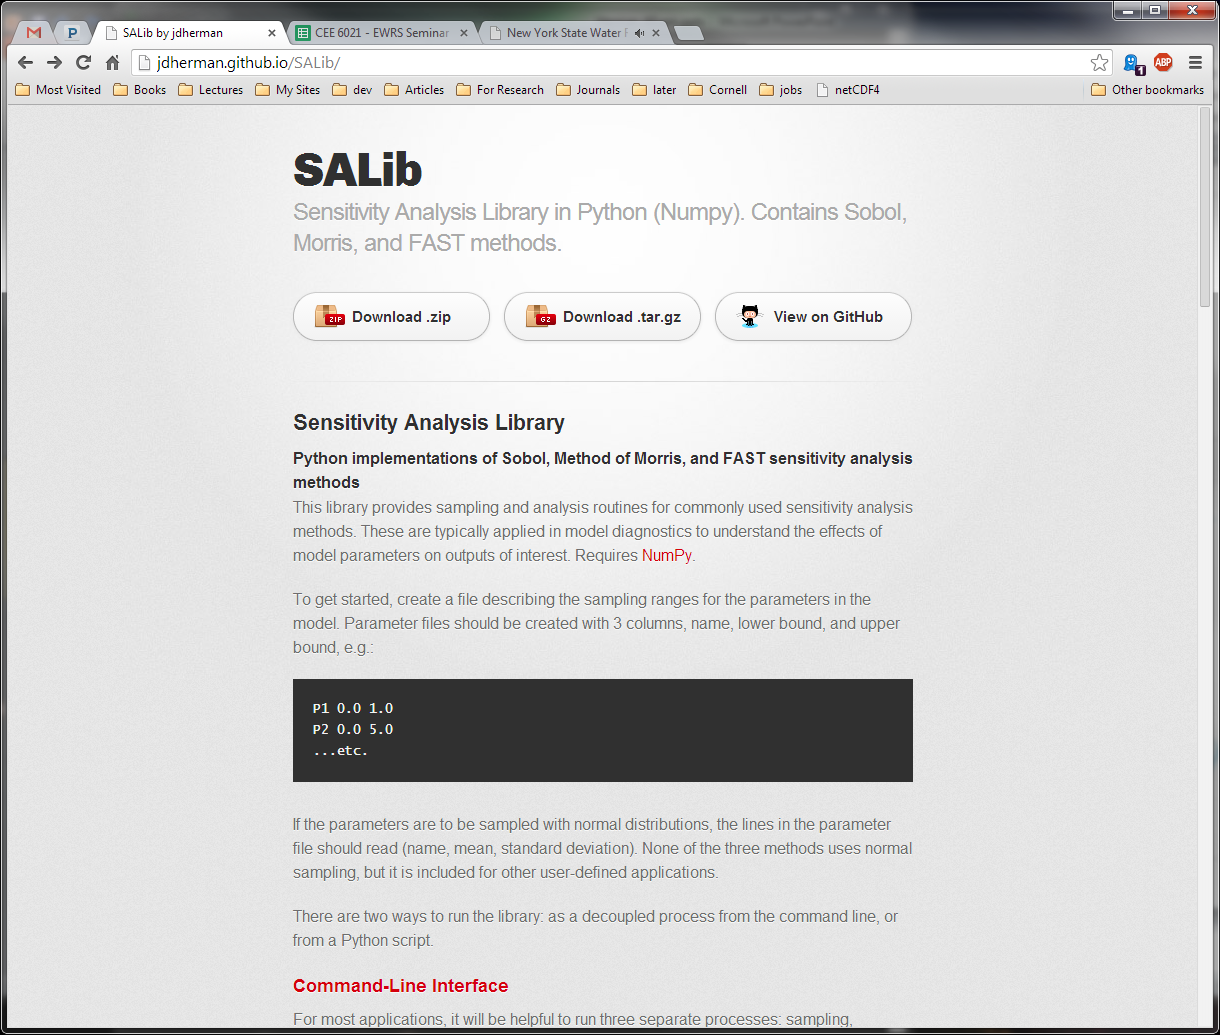 SALib by jdherman
CEE 6021 - EWRS Seminar
New York State Water
jdherman.github.io/SALib/
1
ABP
Most Visited Books Lectures My Sites dev Articles For Research Journals later Cornell jobs netCDF4 Other bookmarks
SALib
Sensitivity Analysis Library in Python (Numpy). Contains Sobol,
Morris, and FAST methods.
ZIP Download .zip
GZ Download .tar.gz
View on GitHub
Sensitivity Analysis Library
Python implementations of Sobol, Method of Morris, and FAST sensitivity analysis
methods
This library provides sampling and analysis routines for commonly used sensitivity analysis
methods. These are typically applied in model diagnostics to understand the effects of
model parameters on outputs of interest. Requires NumPy.
To get started, create a file describing the sampling ranges for the parameters in the
model. Parameter files should be created with 3 columns, name, lower bound, and upper
bound, e.g.:
P1 0.0 1.0
P2 0.0 5.0
...etc.
If the parameters are to be sampled with normal distributions, the lines in the parameter
file should read (name, mean, standard deviation). None of the three methods uses normal
sampling, but it is included for other user-defined applications.
There are two ways to run the library: as a decoupled process from the command line, or
from a Python script.
Command-Line Interface
For most applications, it will be helpful to run three separate processes: sampling,